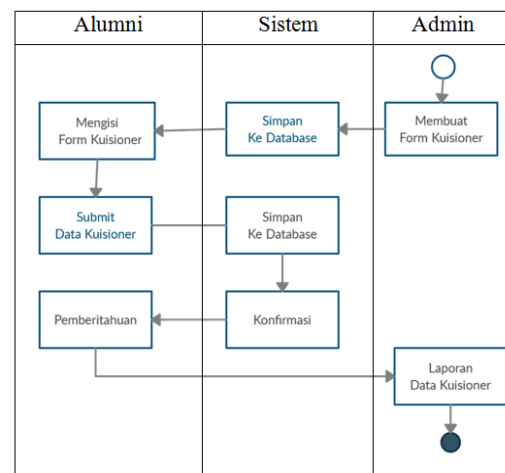 Alumni
Sistem
Admin
Mengisi
Form Kuisioner
Simpan
Ke Database
Membuat
Form Kuisioner
Submit
Data Kuisioner
Simpan
Ke Database
Pemberitahuan
Konfirmasi
Laporan
Data Kuisioner